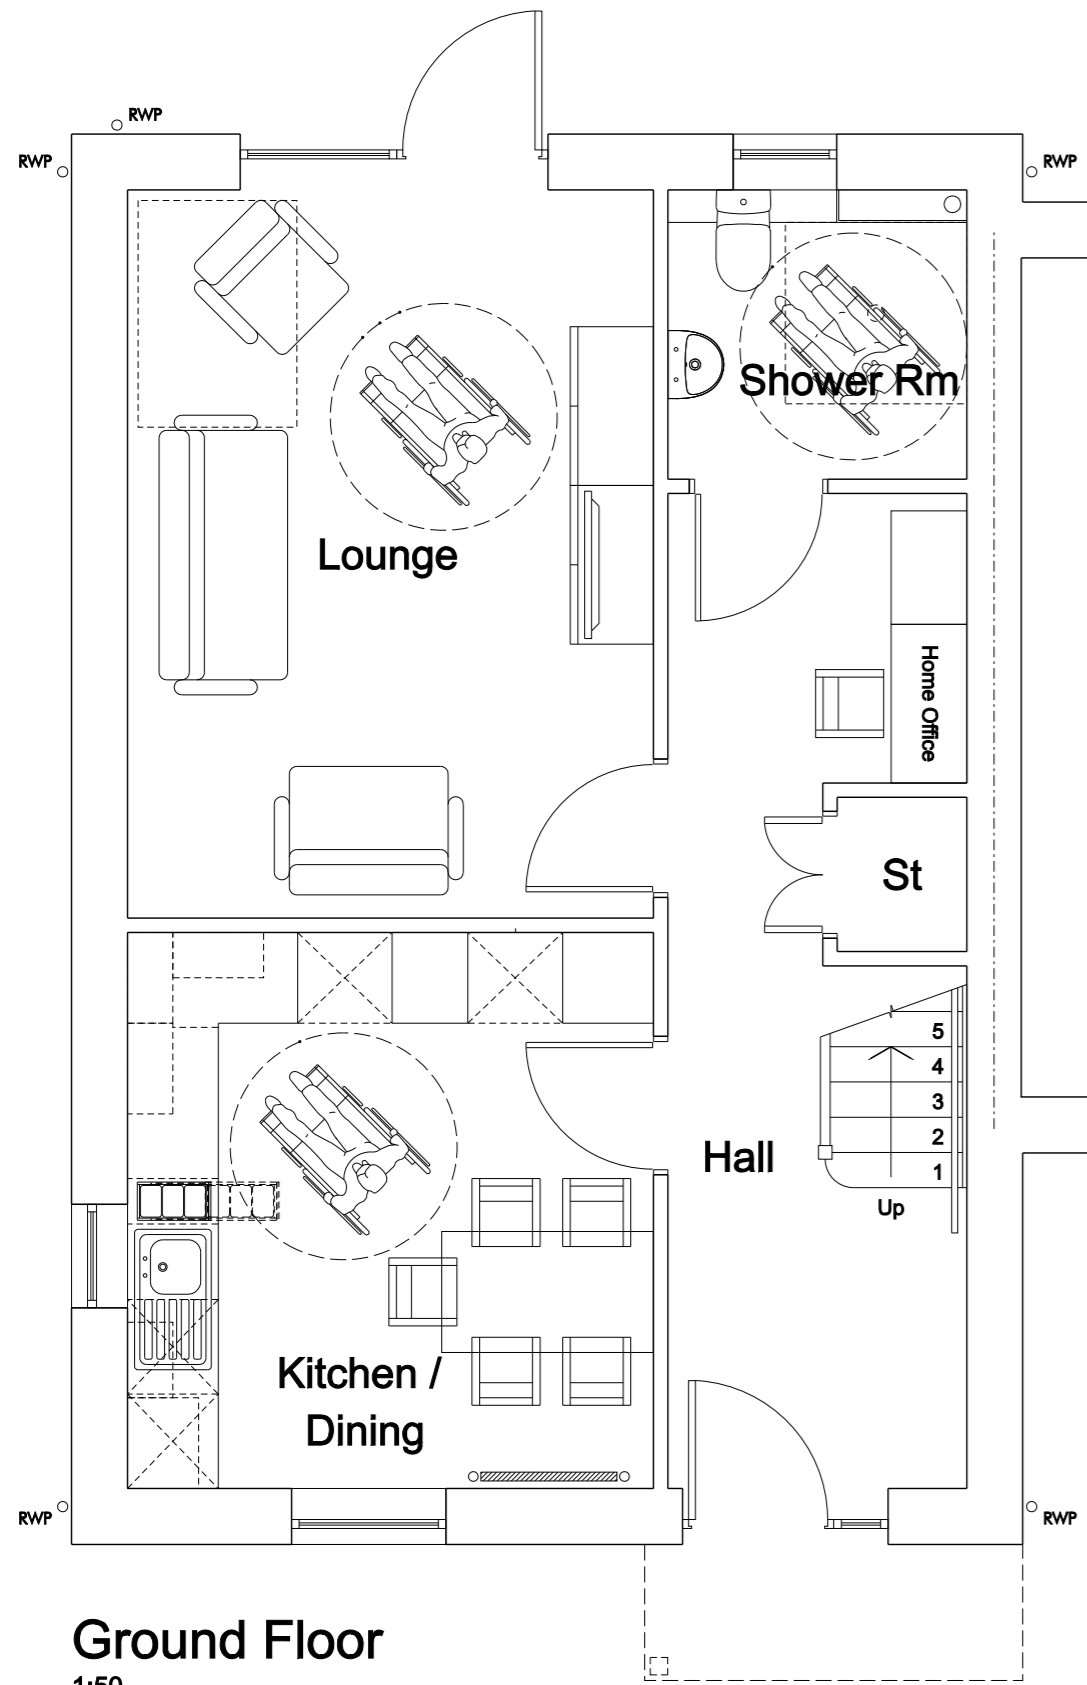 RWP
RWP
RWP
Shower Rm
Lounge
Home Office
St
5
4
3
2
1
Hall
Up
Kitchen /
Dining
RWP
RWP
Ground Floor
1:50